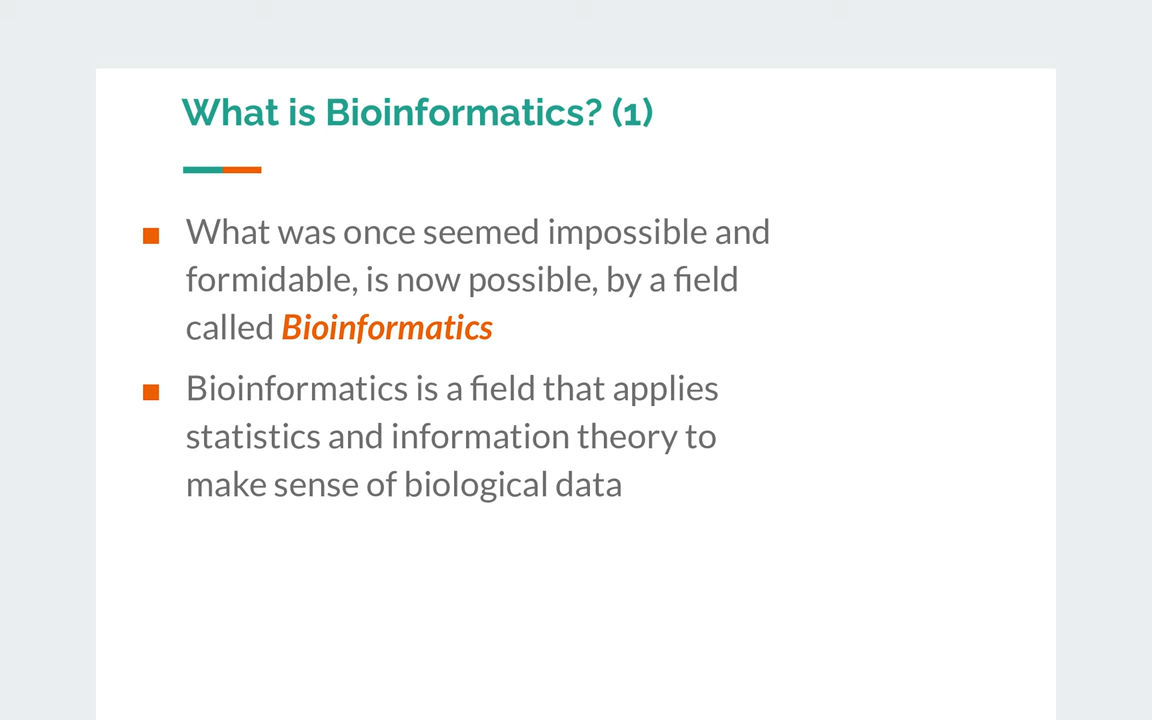 What is Bioinformatics? (1)
What was once seemed impossible and
formidable, is now possible, by a field
called Bioinformatics
Bioinformatics is a field that applies
statistics and information theory to
make sense of biological data